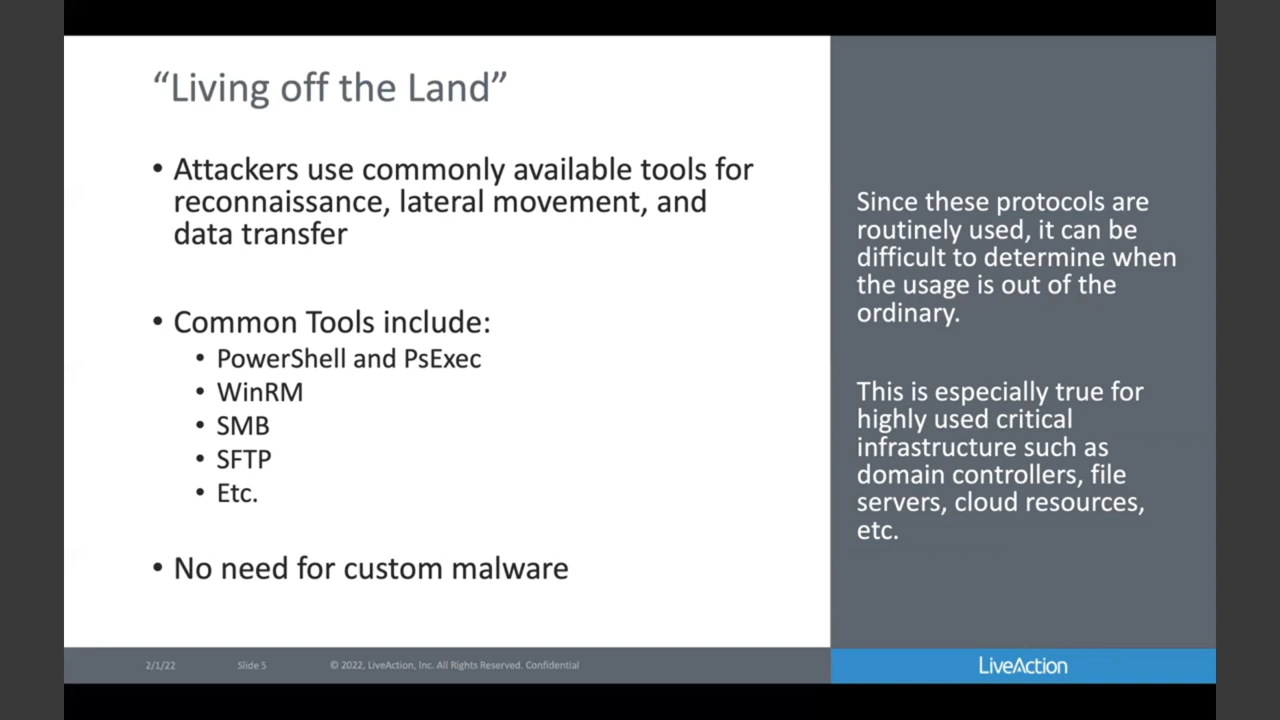 “Living off the Land”
• Attackers use commonly available tools for
reconnaissance, lateral movement, and
data transfer
• Common Tools include:
• PowerShell and PsExec
• WinRM
• SMB
• SFTP
• Etc.
• No need for custom malware
Since these protocols are
routinely used, it can be
difficult to determine when
the usage is out of the
ordinary.
This is especially true for
highly used critical
infrastructure such as
domain controllers, file
servers, cloud resources,
etc.
2/1/22
Slide 5
© 2022, LiveAction, Inc. All Rights Reserved. Confidential
LiveAction